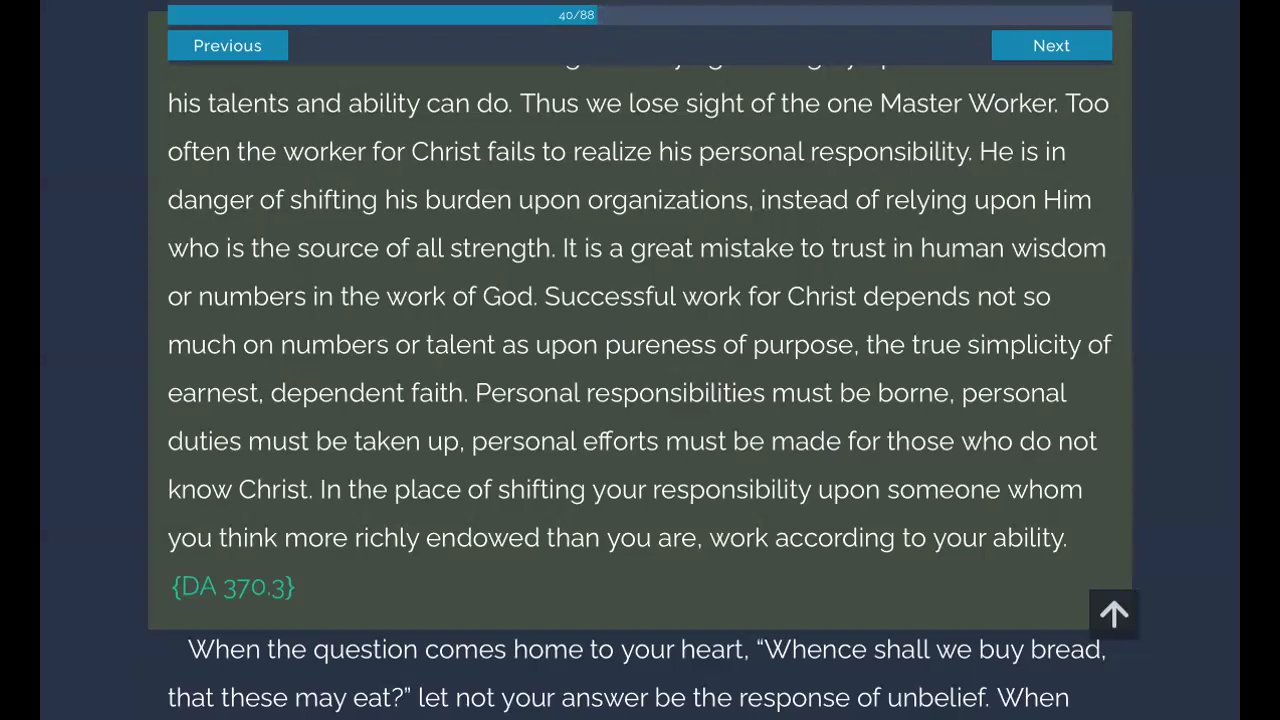 40/88
Previous
Next
his talents and ability can do. Thus we lose sight of the one Master Worker. Too
often the worker for Christ fails to realize his personal responsibility. He is in
danger of shifting his burden upon organizations, instead of relying upon Him
who is the source of all strength. It is a great mistake to trust in human wisdom
or numbers in the work of God. Successful work for Christ depends not so
much on numbers or talent as upon pureness of purpose, the true simplicity of
earnest, dependent faith. Personal responsibilities must be borne, personal
duties must be taken up, personal efforts must be made for those who do not
know Christ. In the place of shifting your responsibility upon someone whom
you think more richly endowed than you are, work according to your ability.
{DA 370.3}
When the question comes home to your heart, “Whence shall we buy bread,
that these may eat?” let not your answer be the response of unbelief. When